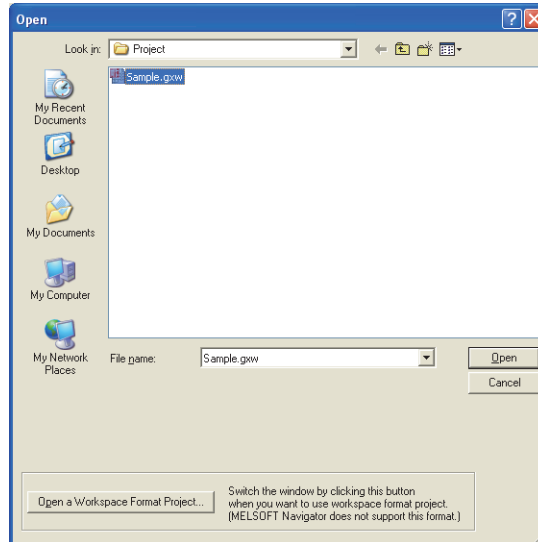 Open
Look in: Project
Sample.gxw
My Recent
Documents
Desktop
My Documents
My Computer
My Network
Places
File name: Sample.gxw Open
Cancel
Open a Workspace Format Project...
Switch the window by clicking this button
when you want to use workspace format project.
(MELSOFT Navigator does not support this format.)